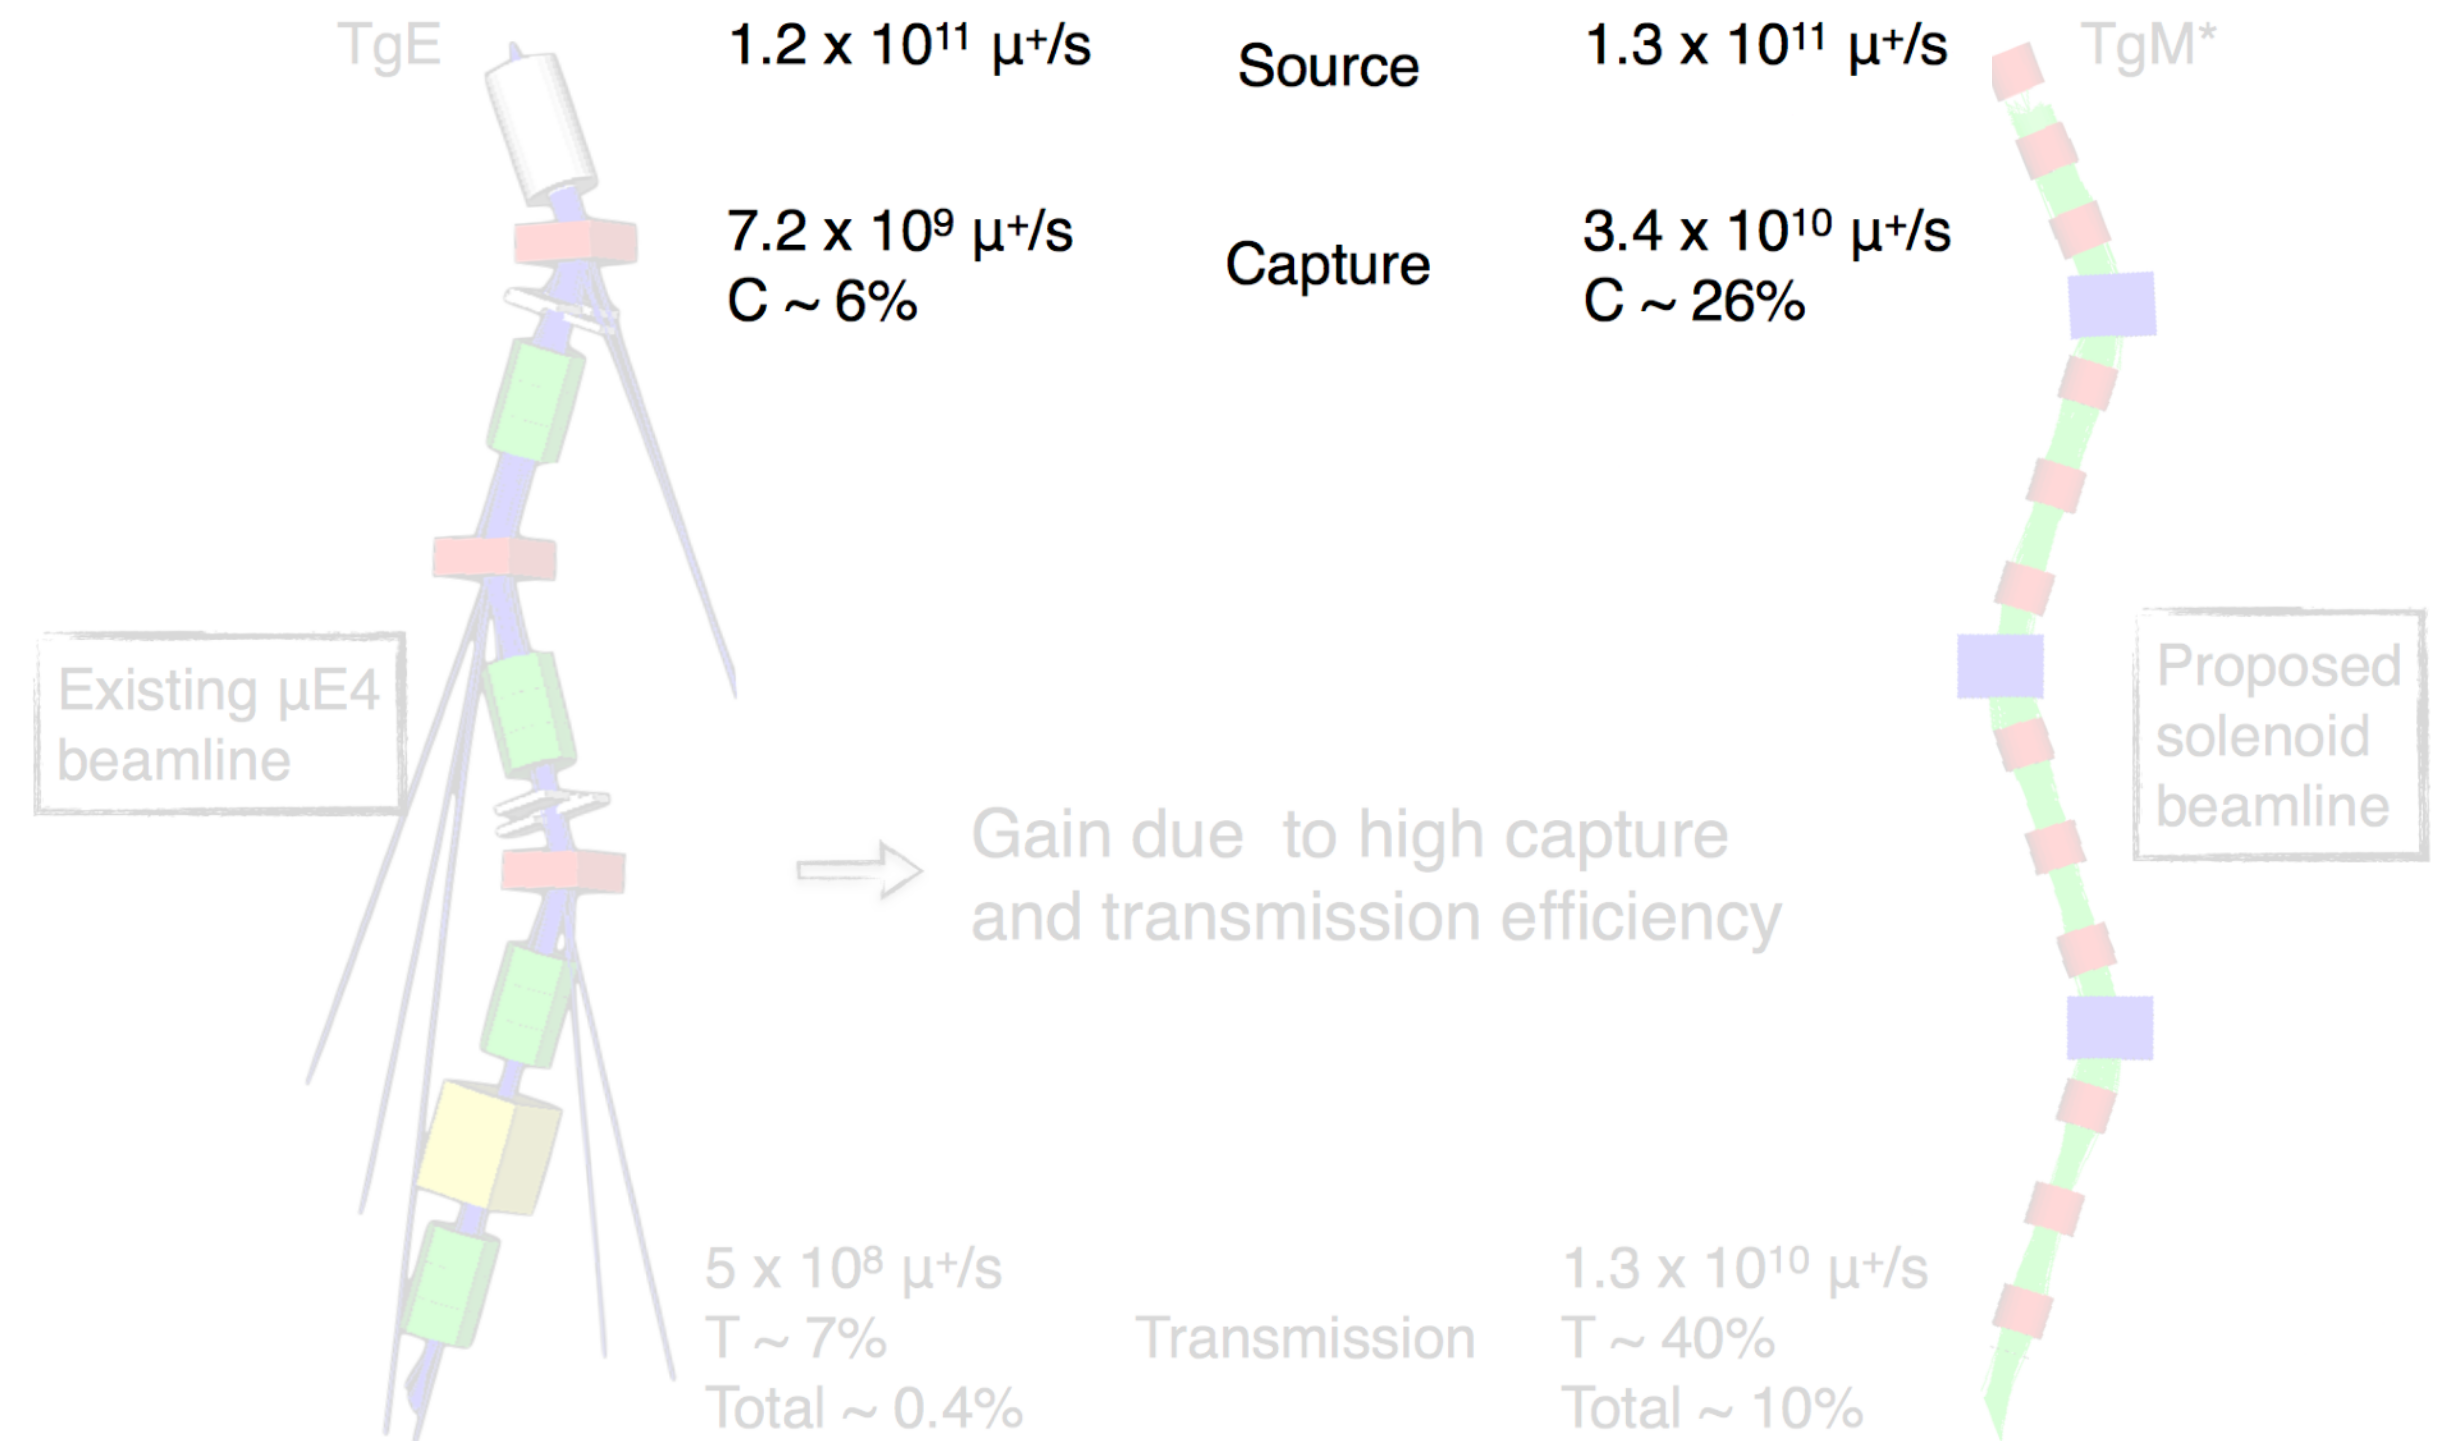 TgE
1.2 x 10¹¹ μ⁺/s
Source
1.3 x 10¹¹ μ⁺/s
TgM*
7.2 x 10⁹ μ⁺/s
C ~ 6%
Capture
3.4 x 10¹⁰ μ⁺/s
C ~ 26%
Existing μE4
beamline
Proposed
solenoid
beamline
Gain due to high capture
and transmission efficiency
5 x 10⁸ μ⁺/s
T ~ 7%
Total ~ 0.4%
Transmission
1.3 x 10¹⁰ μ⁺/s
T ~ 40%
Total ~ 10%